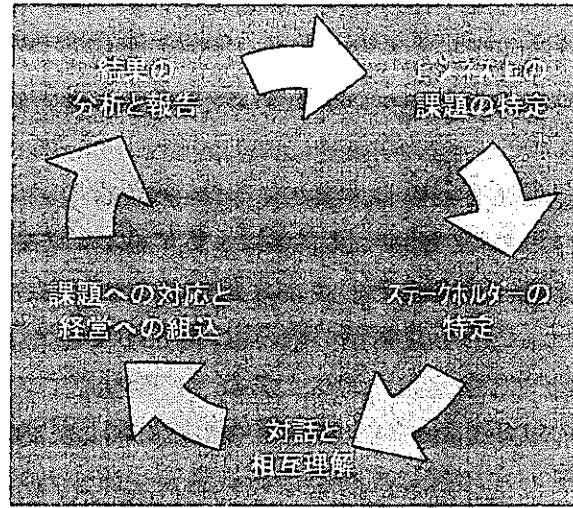 結果の
分析と報告
ビジネス上の
課題の特定
課題への対応と
経営への組込
ステークホルダーの
特定
対話と
相互理解